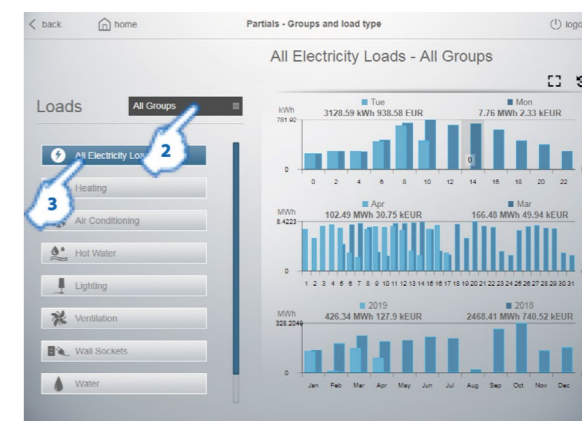 back home Partials - Groups and load type logo
All Electricity Loads - All Groups
Loads All Groups
2
All Electricity Loa
3
Heating
Air Conditioning
Hot Water
Lighting
Ventilation
Wall Sockets
Water
kWh Tue Mon
3128.59 kWh 938.58 EUR 7.76 MWh 2.33 kEUR
781.92
0
0
0 2 4 6 8 10 12 14 16 18 20 22
MWh Apr Mar
102.49 MWh 30.75 kEUR 166.48 MWh 49.94 kEUR
8.4223
0
1 2 3 4 5 6 7 8 9 10 11 12 13 14 15 16 17 18 19 20 21 22 23 24 25 26 27 28 29 30 31
MWh 2019 2018
426.34 MWh 127.9 kEUR 2468.41 MWh 740.52 kEUR
328.2049
0
Jan Feb Mar Apr May Jun Jul Aug Sep Oct Nov Dec